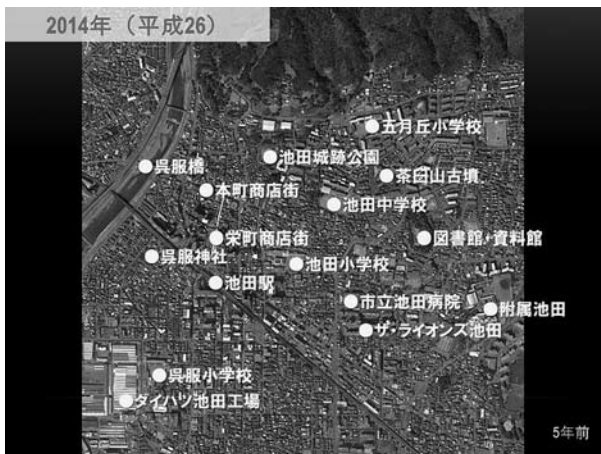 2014年（平成26）
五月丘小学校
池田城跡公園
呉服橋
茶臼山古墳
本町商店街
池田中学校
栄町商店街
図書館・資料館
呉服神社
池田小学校
池田駅
市立池田病院
附属池田
ザ・ライオンズ池田
呉服小学校
ダイハツ池田工場
5年前